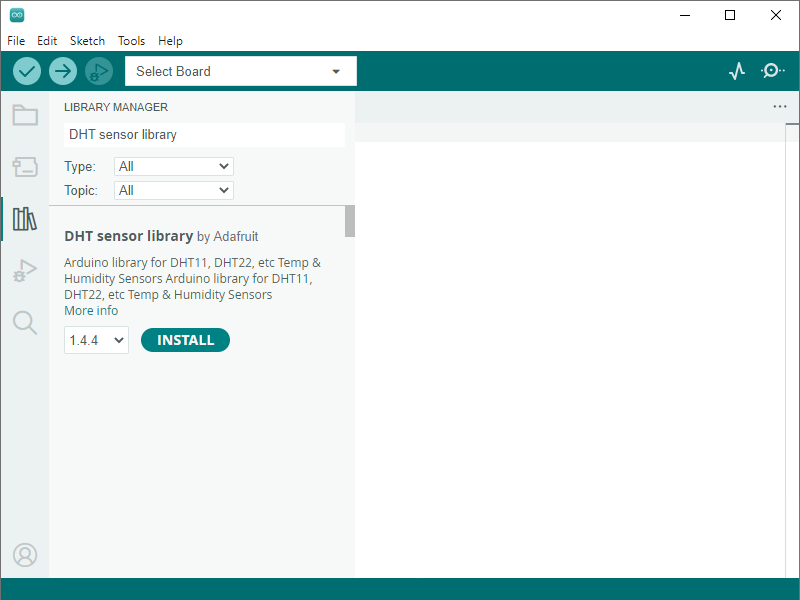 File Edit Sketch Tools Help
Select Board
LIBRARY MANAGER
DHT sensor library
Type: All
Topic: All
DHT sensor library by Adafruit
Arduino library for DHT11, DHT22, etc Temp &
Humidity Sensors Arduino library for DHT11,
DHT22, etc Temp & Humidity Sensors
More info
1.4.4 INSTALL